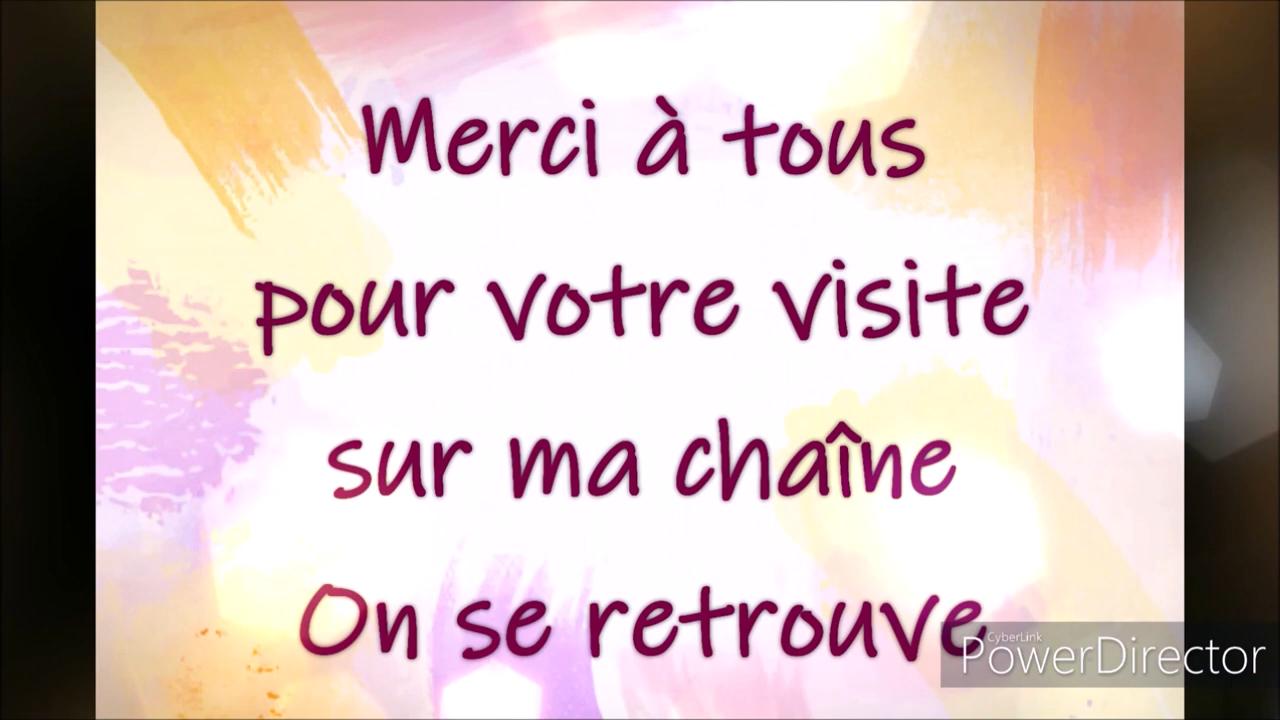 Merci à tous
pour votre visite
sur ma chaîne
On se retrouve
CyberLink
PowerDirector